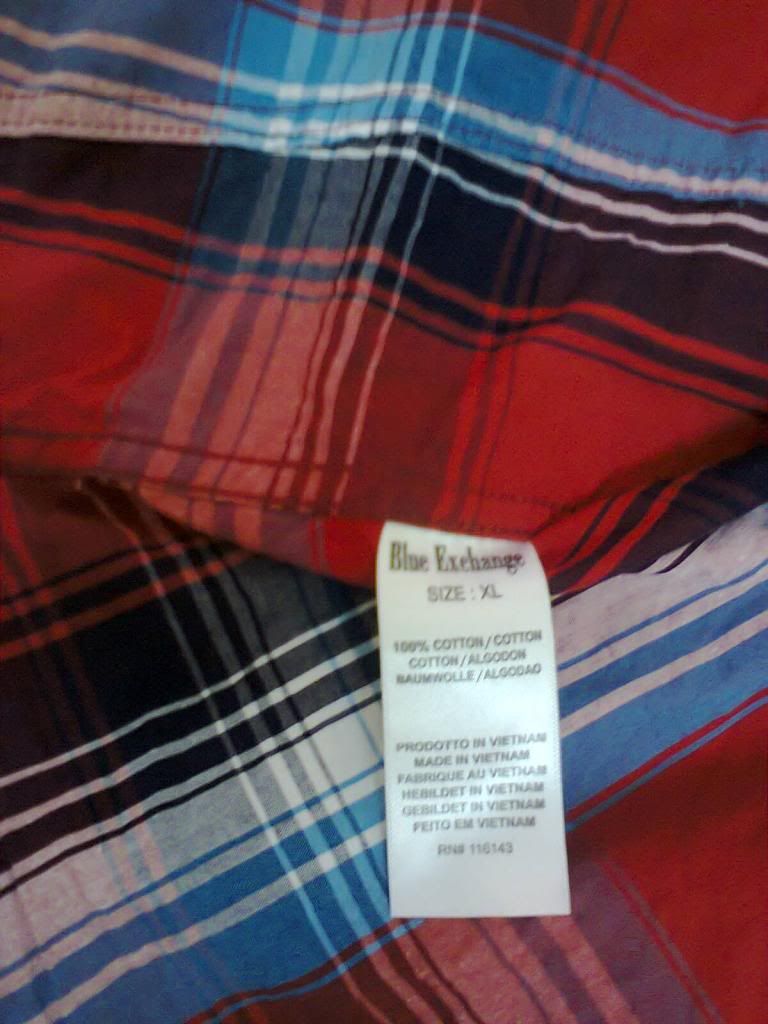 Blue Exchange
SIZE : XL
100% COTTON / COTTON
COTTON / ALGODON
BAUMWOLLE / ALGODAO
PRODOTTO IN VIETNAM
MADE IN VIETNAM
FABRIQUE AU VIETNAM
HEBILDET IN VIETNAM
GEBILDET IN VIETNAM
FEITO EM VIETNAM
RN# 116143